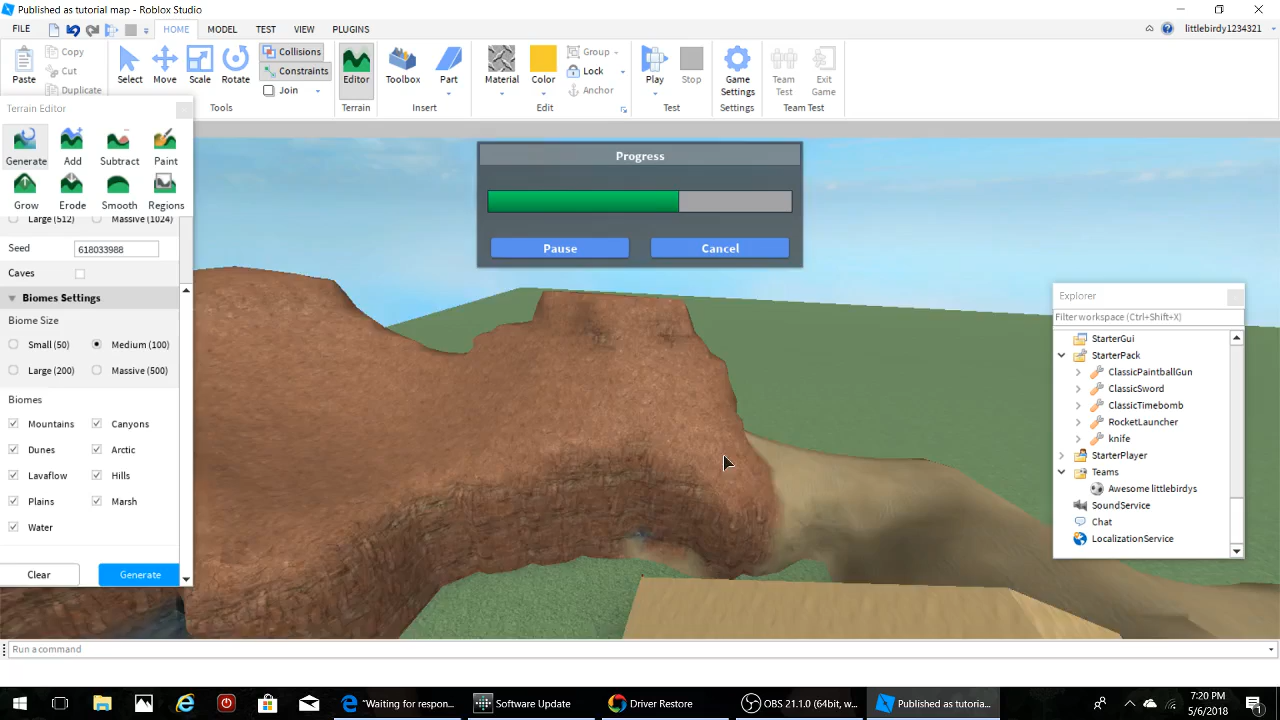 Published as tutorial map - Roblox Studio
FILE HOME MODEL TEST VIEW PLUGINS littlebirdy1234321
Paste Copy Cut Duplicate Select Move Scale Rotate Collisions Constraints Join Editor Toolbox Part Material Color Group Lock Anchor Play Stop Game Settings Team Test Exit Game
Tools Terrain Insert Edit Test Settings Team Test
Terrain Editor
Generate Add Subtract Paint
Grow Erode Smooth Regions
Large (512) Massive (1024)
Seed 618033988
Caves
Biomes Settings
Biome Size
Small (50) Medium (100)
Large (200) Massive (500)
Biomes
Mountains Canyons
Dunes Arctic
Lavaflow Hills
Plains Marsh
Water
Clear Generate
Progress
Pause Cancel
Explorer
Filter workspace (Ctrl+Shift+X)
StarterGui
StarterPack
ClassicPaintballGun
ClassicSword
ClassicTimebomb
RocketLauncher
knife
StarterPlayer
Teams
Awesome littlebirdys
SoundService
Chat
LocalizationService
Run a command
"Waiting for respon... Software Update Driver Restore OBS 21.1.0 (64bit, w... Published as tutoria...
7:20 PM
5/6/2018
1